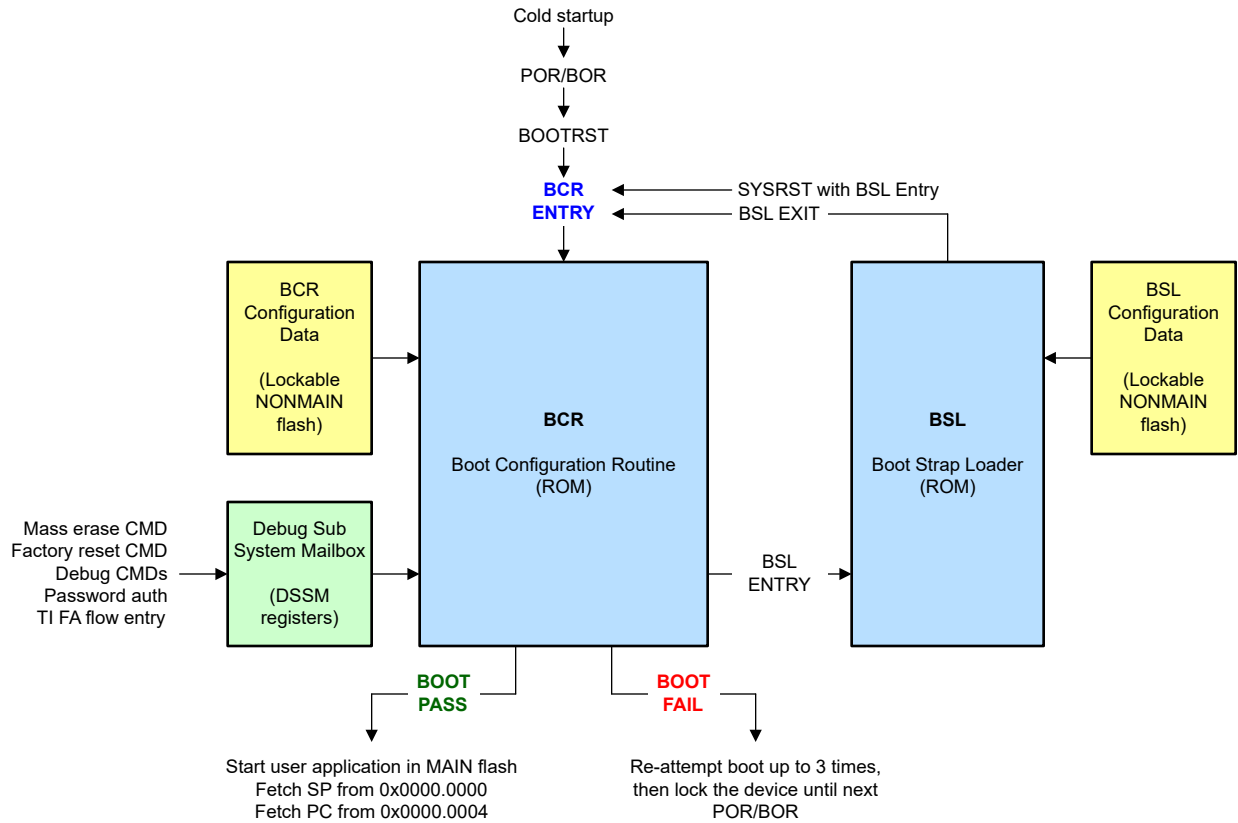 Cold startup
POR/BOR
BOOTRST
BCR
ENTRY
SYSRST with BSL Entry
BSL EXIT
BCR
Configuration
Data
(Lockable
NONMAIN
flash)
BCR
Boot Configuration Routine
(ROM)
BSL
Boot Strap Loader
(ROM)
BSL
Configuration
Data
(Lockable
NONMAIN
flash)
Mass erase CMD
Factory reset CMD
Debug CMDs
Password auth
TI FA flow entry
Debug Sub
System Mailbox
(DSSM
registers)
BSL
ENTRY
BOOT
PASS
BOOT
FAIL
Start user application in MAIN flash
Fetch SP from 0x0000.0000
Fetch PC from 0x0000.0004
Re-attempt boot up to 3 times,
then lock the device until next
POR/BOR